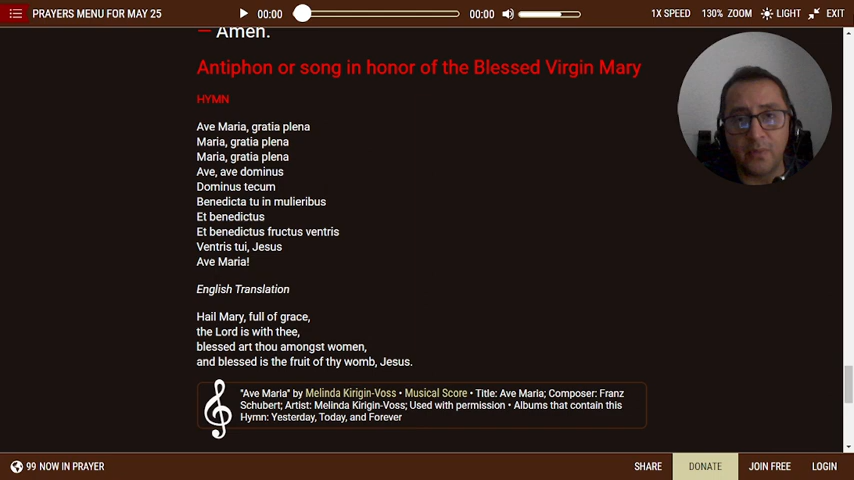 PRAYERS MENU FOR MAY 25
00:00
00:00
1X SPEED
130% ZOOM
LIGHT
EXIT
— Amen.
Antiphon or song in honor of the Blessed Virgin Mary
HYMN
Ave Maria, gratia plena
Maria, gratia plena
Maria, gratia plena
Ave, ave dominus
Dominus tecum
Benedicta tu in mulieribus
Et benedictus
Et benedictus fructus ventris
Ventris tui, Jesus
Ave Maria!
English Translation
Hail Mary, full of grace,
the Lord is with thee,
blessed art thou amongst women,
and blessed is the fruit of thy womb, Jesus.
"Ave Maria" by Melinda Kirigin-Voss • Musical Score • Title: Ave Maria; Composer: Franz
Schubert; Artist: Melinda Kirigin-Voss; Used with permission • Albums that contain this
Hymn: Yesterday, Today, and Forever
99 NOW IN PRAYER
SHARE
DONATE
JOIN FREE
LOGIN